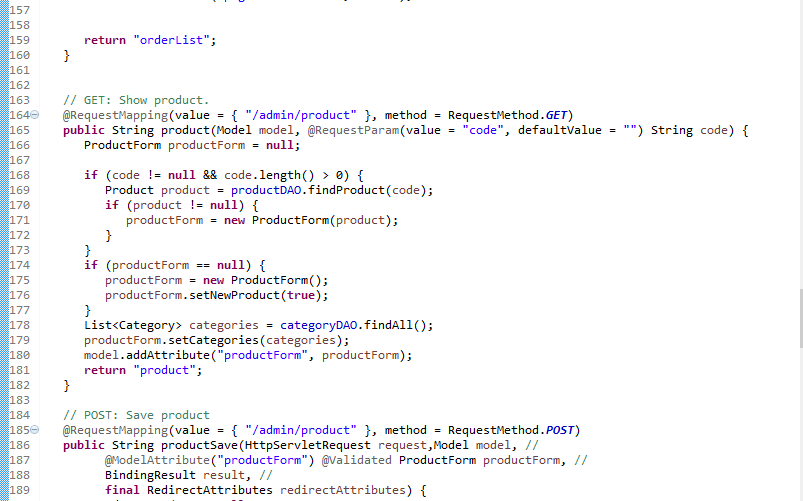 157
158
159 return "orderList";
160 }
161
162
163 // GET: Show product.
164 @RequestMapping(value = { "/admin/product" }, method = RequestMethod.GET)
165 public String product(Model model, @RequestParam(value = "code", defaultValue = "") String code) {
166 ProductForm productForm = null;
167
168 if (code != null && code.length() > 0) {
169 Product product = productDAO.findProduct(code);
170 if (product != null) {
171 productForm = new ProductForm(product);
172 }
173 }
174 if (productForm == null) {
175 productForm = new ProductForm();
176 productForm.setNewProduct(true);
177 }
178 List<Category> categories = categoryDAO.findAll();
179 productForm.setCategories(categories);
180 model.addAttribute("productForm", productForm);
181 return "product";
182 }
183
184 // POST: Save product
185 @RequestMapping(value = { "/admin/product" }, method = RequestMethod.POST)
186 public String productSave(HttpServletRequest request,Model model, //
187 @ModelAttribute("productForm") @Validated ProductForm productForm, //
188 BindingResult result, //
189 final RedirectAttributes redirectAttributes) {